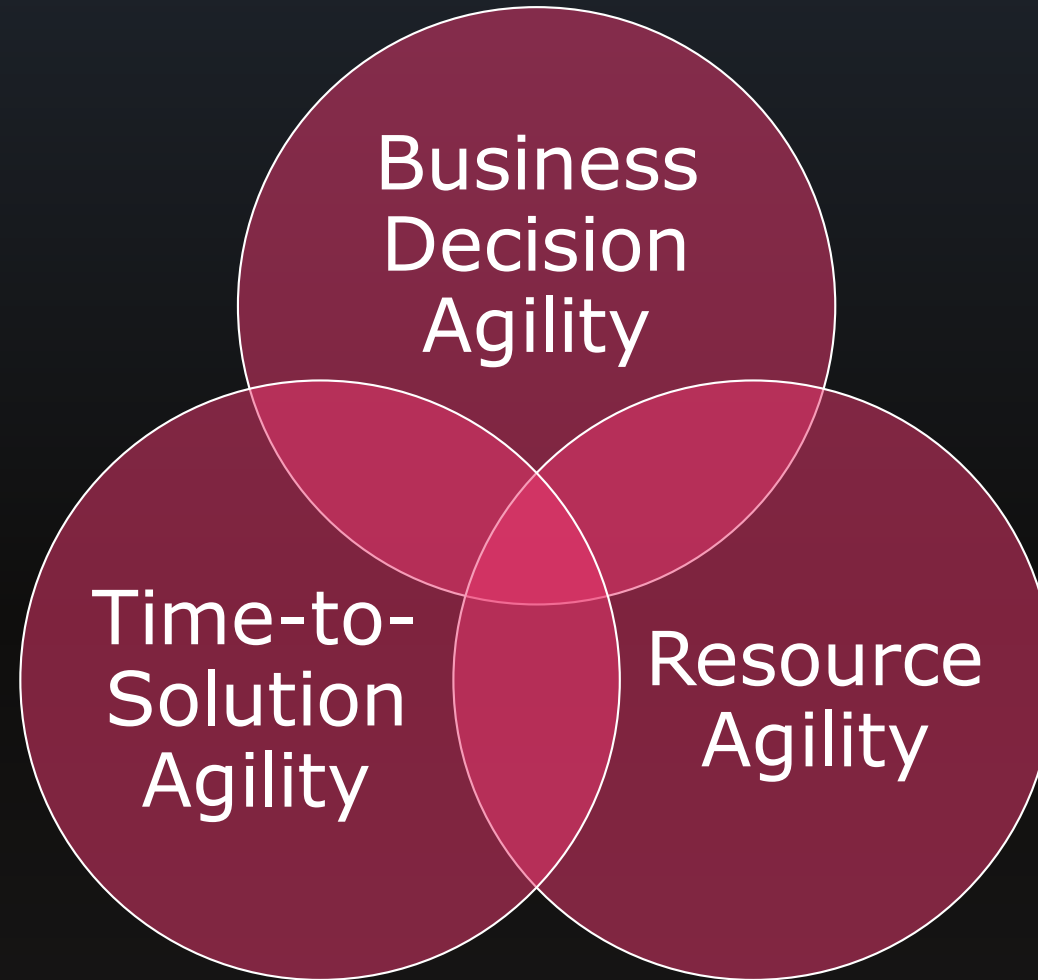 Business
Decision
Agility
Time-to-
Solution
Agility
Resource
Agility